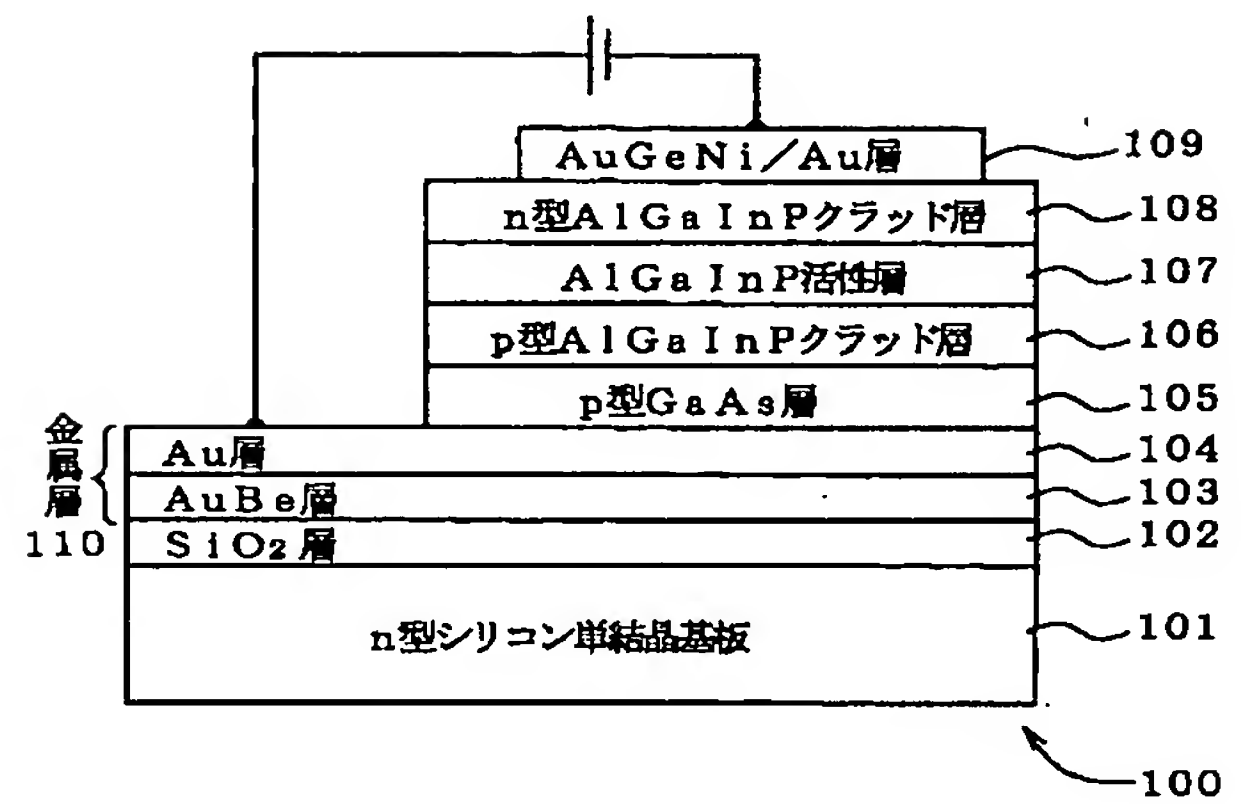 AuGeNi/Au層 109
n型AlGaInPクラッド層 108
AlGaInP活性層 107
p型AlGaInPクラッド層 106
p型GaAs層 105
金属層
110
Au層 104
AuBe層 103
SiO₂層 102
n型シリコン単結晶基板 101
100